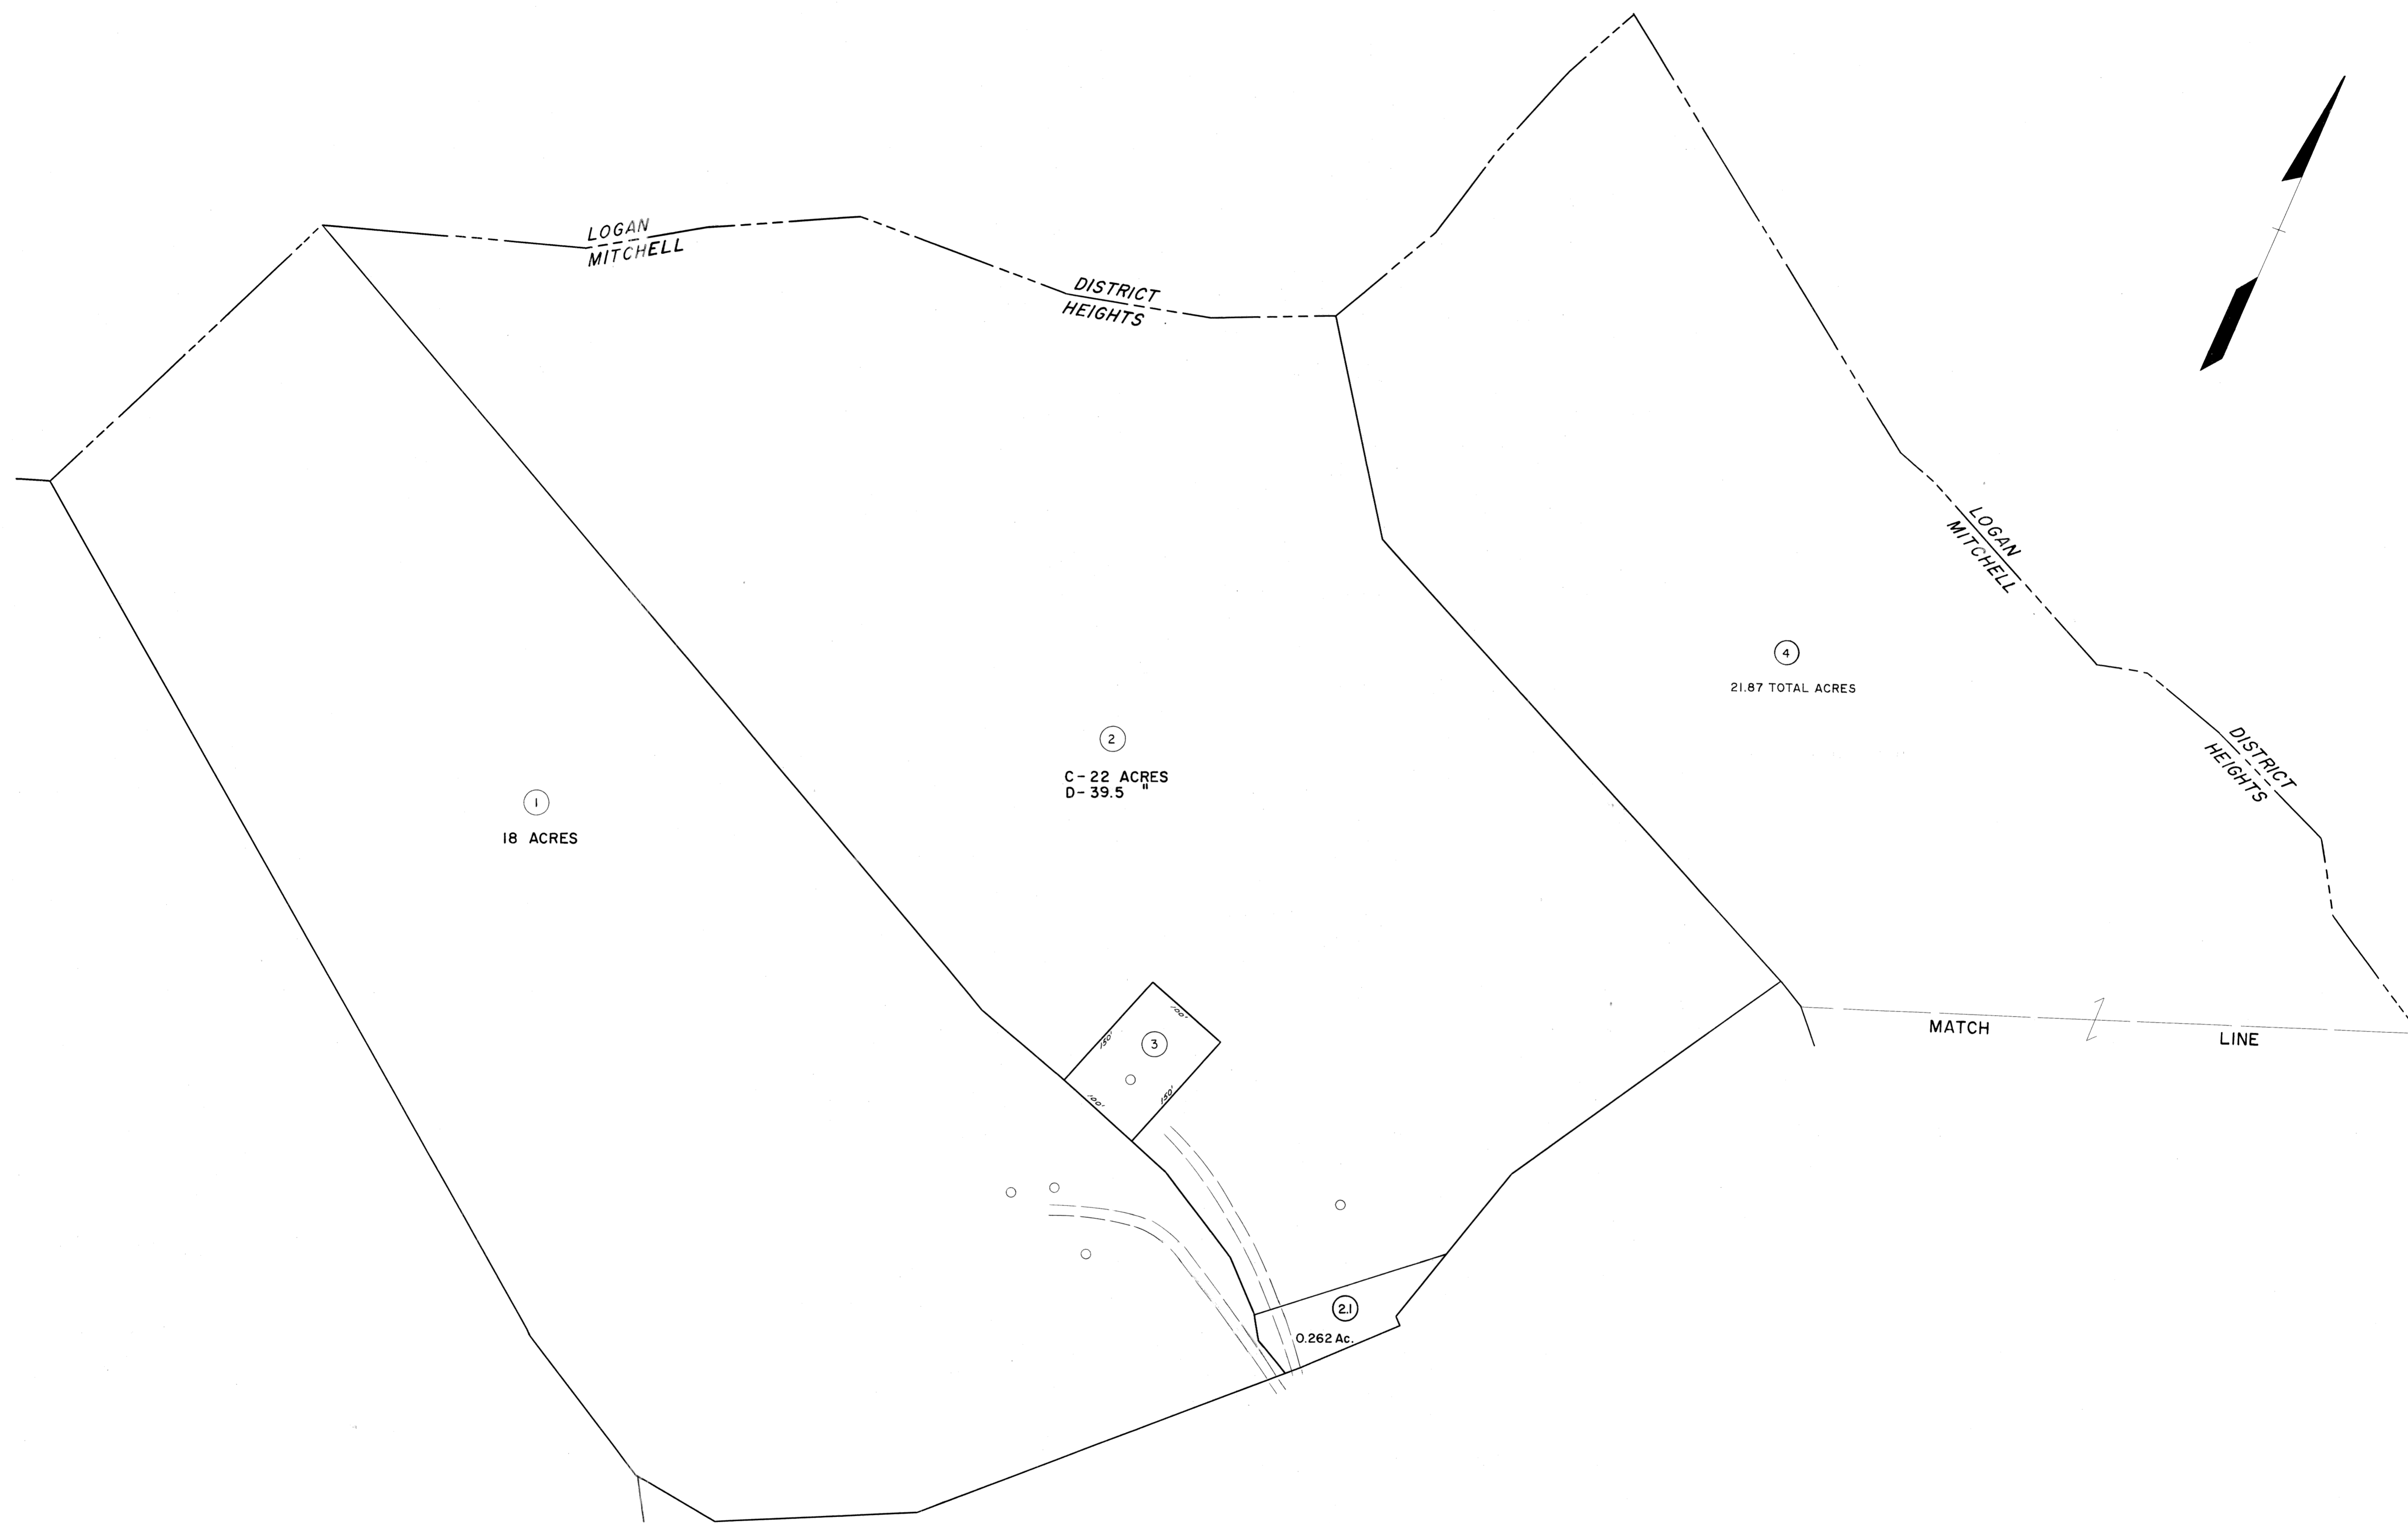 LOGAN
MITCHELL
DISTRICT
HEIGHTS
LOGAN
MITCHELL
4
21.87 TOTAL ACRES
DISTRICT
HEIGHTS
2
C-22 ACRES
D-39.5 "
1
18 ACRES
100'
150'
3
150'
100'
MATCH LINE
2.1
0.262 Ac.